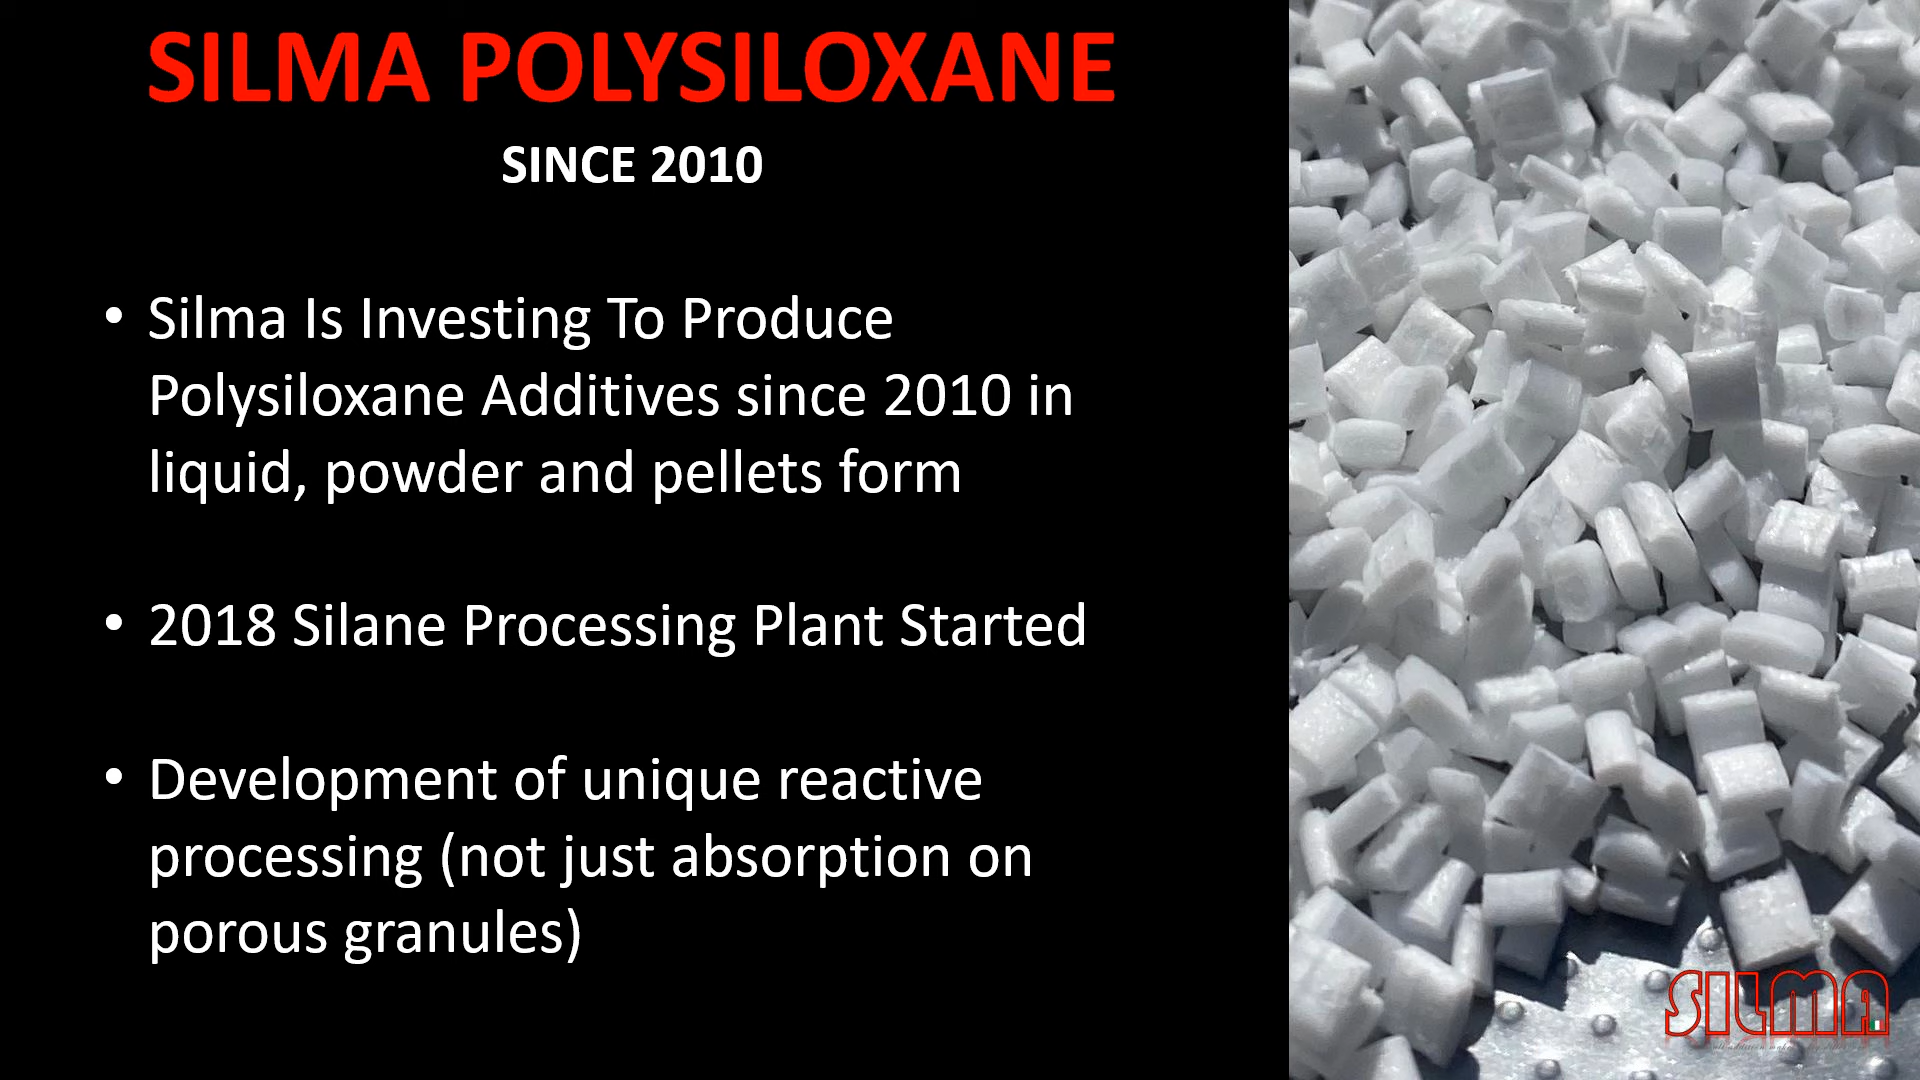 SILMA POLYSILOXANE
SINCE 2010
• Silma Is Investing To Produce
Polysiloxane Additives since 2010 in
liquid, powder and pellets form
• 2018 Silane Processing Plant Started
• Development of unique reactive
processing (not just absorption on
porous granules)
SILMA